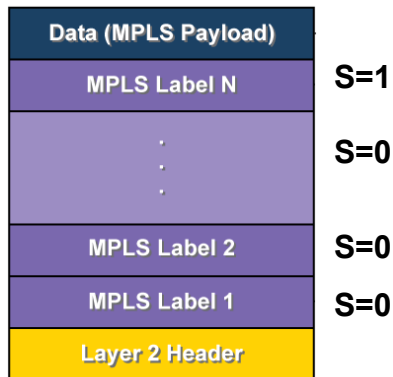 Data (MPLS Payload)
MPLS Label N
S=1
.
.
.
S=0
MPLS Label 2
S=0
MPLS Label 1
S=0
Layer 2 Header